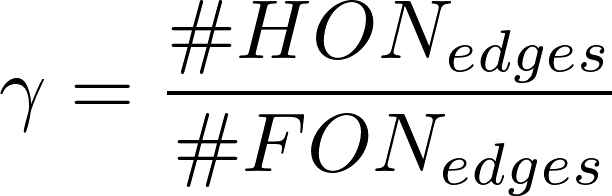 γ = #HON_edges / #FON_edges